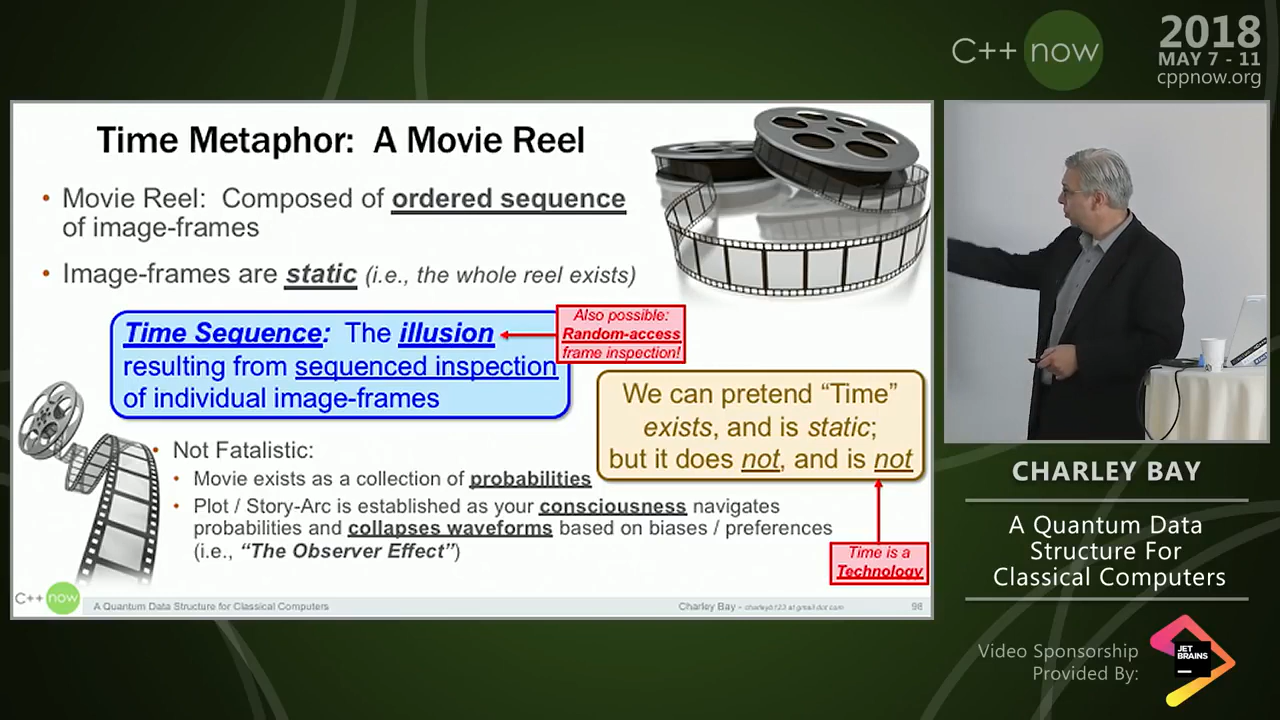 C++ now
2018
MAY 7 - 11
cppnow.org
Time Metaphor: A Movie Reel
• Movie Reel: Composed of ordered sequence
of image-frames
• Image-frames are static (i.e., the whole reel exists)
Time Sequence: The illusion
resulting from sequenced inspection
of individual image-frames
Also possible:
Random-access
frame inspection!
We can pretend “Time”
exists, and is static;
but it does not, and is not
• Not Fatalistic:
• Movie exists as a collection of probabilities
• Plot / Story-Arc is established as your consciousness navigates
probabilities and collapses waveforms based on biases / preferences
(i.e., “The Observer Effect”)
Time is a
Technology
C++ now
A Quantum Data Structure for Classical Computers
Charley Bay - charleyb123 at gmail dot com
98
CHARLEY BAY
A Quantum Data
Structure For
Classical Computers
Video Sponsorship
Provided By:
JET
BRAINS